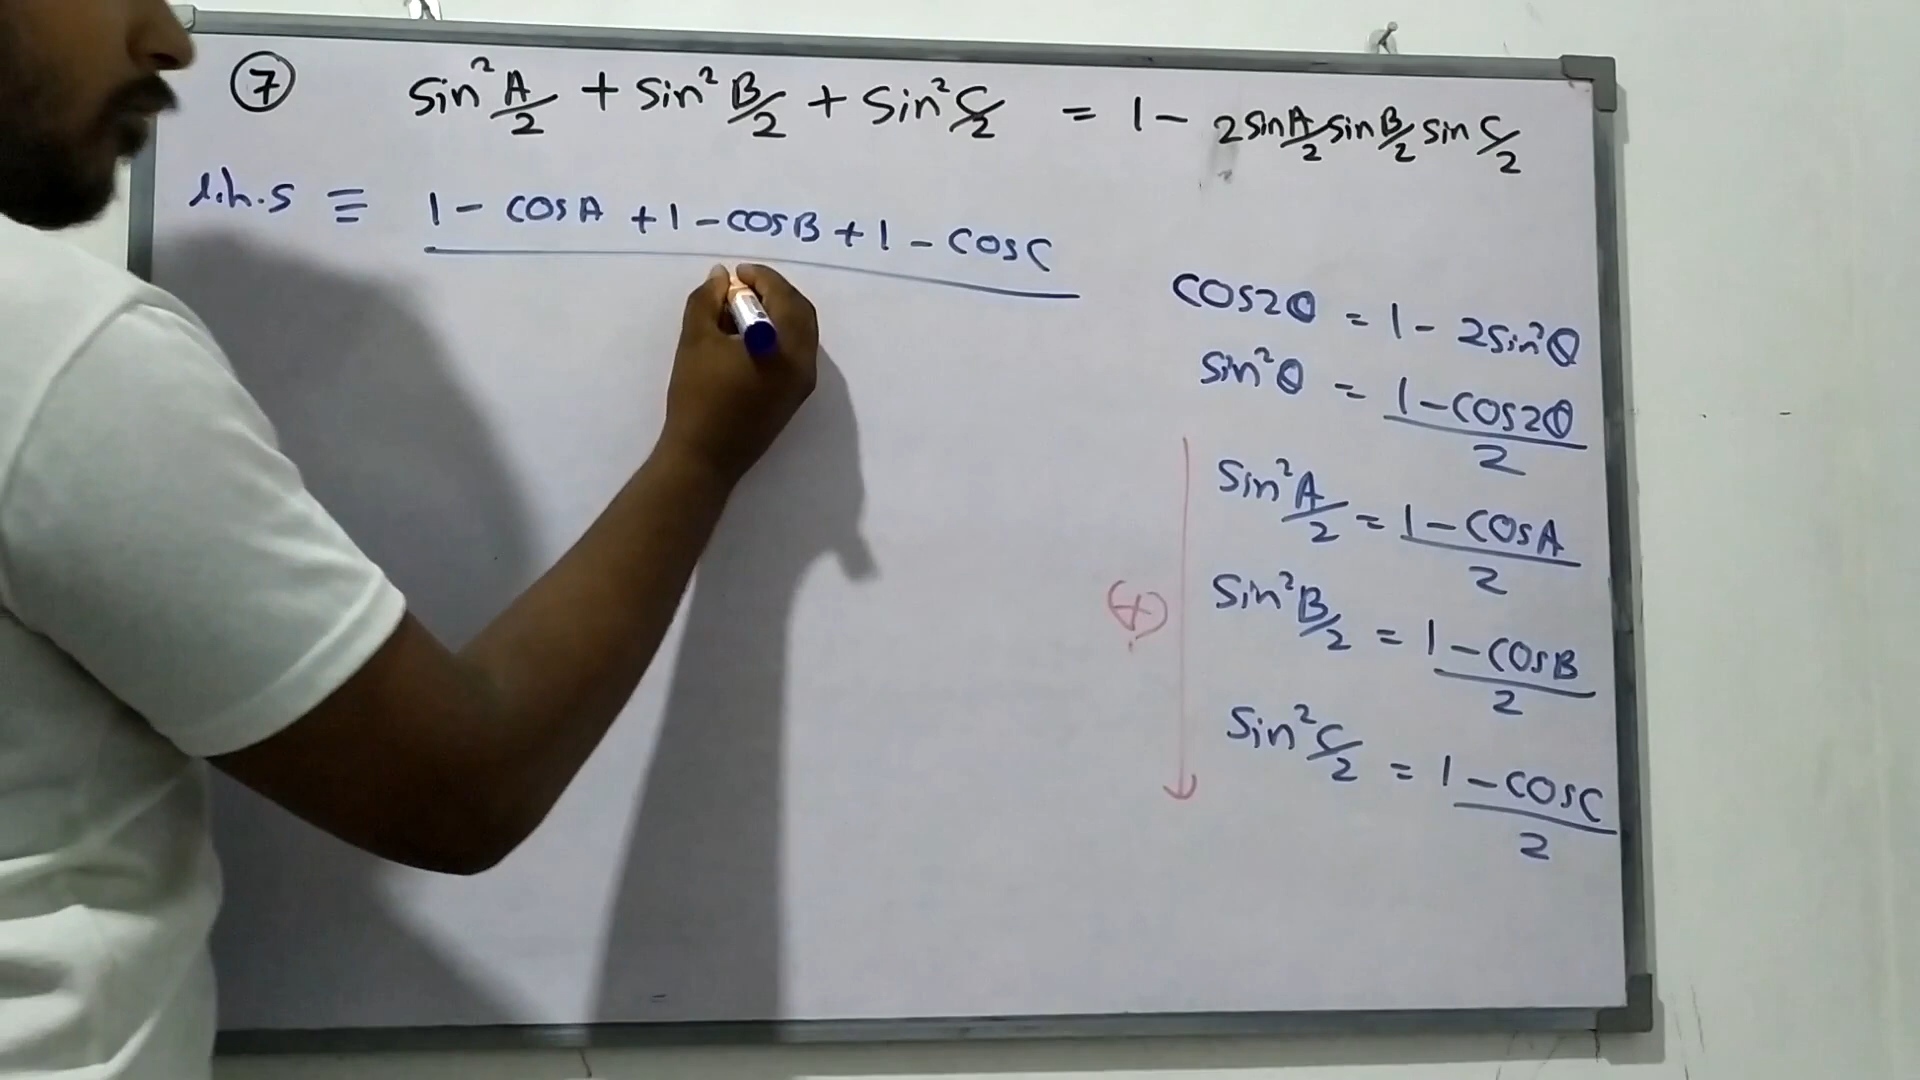 ⑦ sin²A/2 + sin²B/2 + sin²C/2 = 1 - 2sinA/2 sinB/2 sinC/2
L.h.s ≡ 1 - cosA + 1 - cosB + 1 - cosC
cos2θ = 1 - 2sin²θ
sin²θ = 1 - cos2θ / 2
sin²A/2 = 1 - cosA / 2
(+)
sin²B/2 = 1 - cosB / 2
sin²C/2 = 1 - cosC / 2